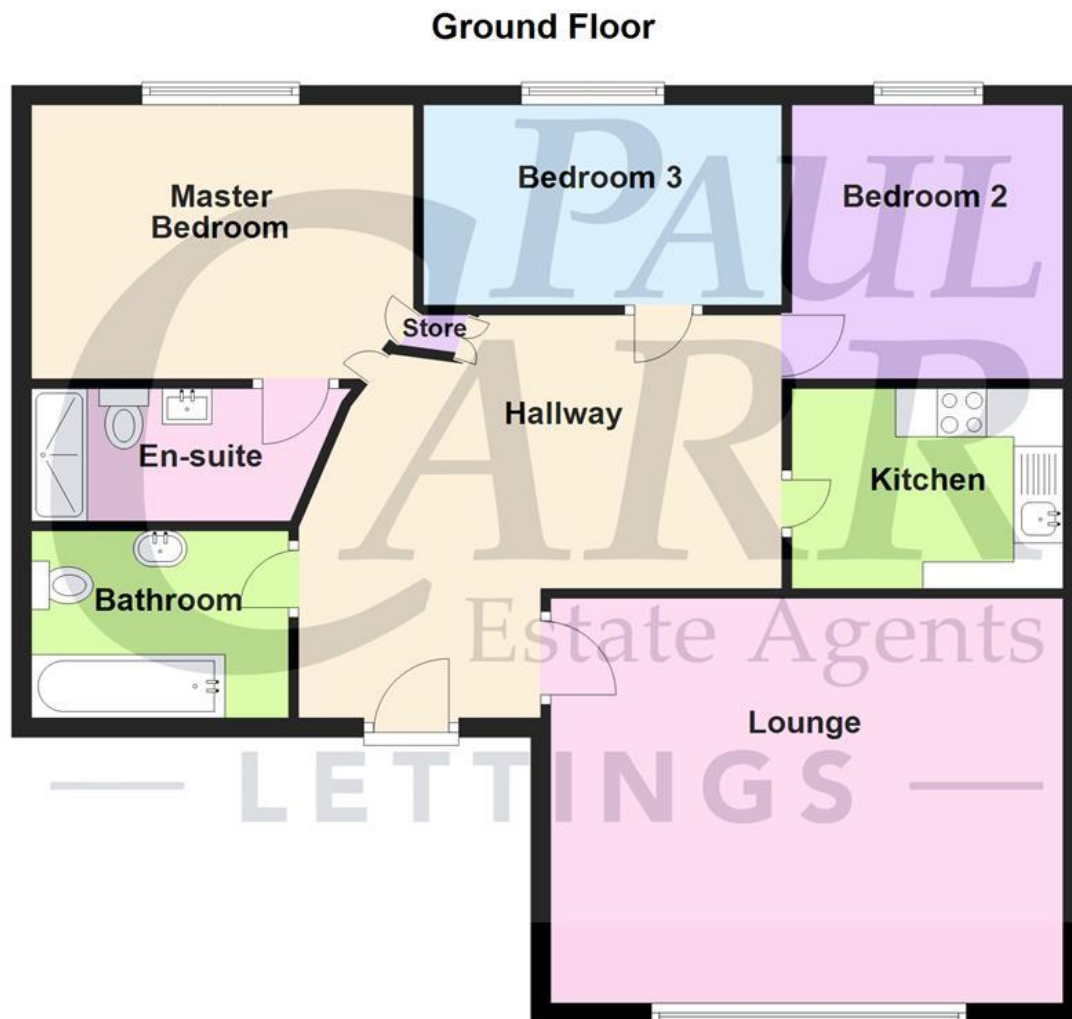 Ground Floor
Master
Bedroom
Bedroom 3
Bedroom 2
Store
Hallway
En-suite
Kitchen
Bathroom
Lounge
PAUL
CARR
Estate Agents
LETTINGS